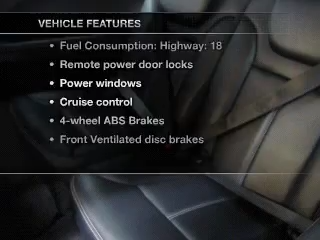 VEHICLE FEATURES
• Fuel Consumption: Highway: 18
• Remote power door locks
• Power windows
• Cruise control
• 4-wheel ABS Brakes
• Front Ventilated disc brakes